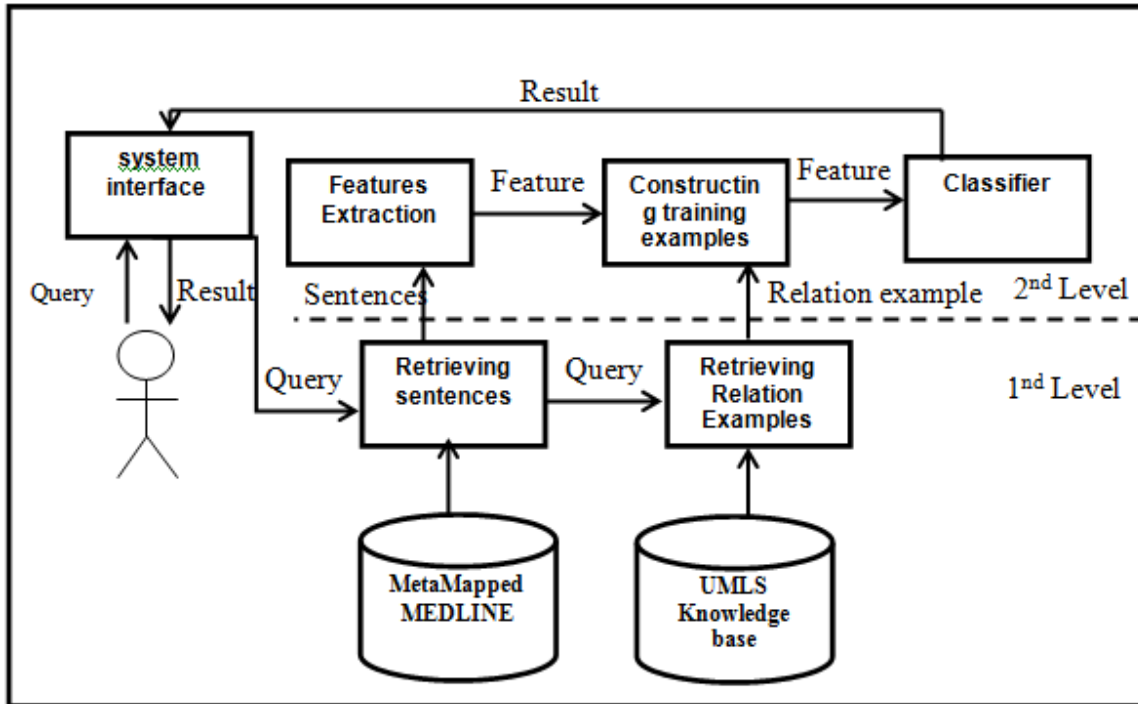 Result
system
interface
Features
Extraction
Feature
Constructin
g training
examples
Feature
Classifier
Query
Result
Sentences
Relation example
2nd Level
Query
Retrieving
sentences
Query
Retrieving
Relation
Examples
1nd Level
MetaMapped
MEDLINE
UMLS
Knowledge
base